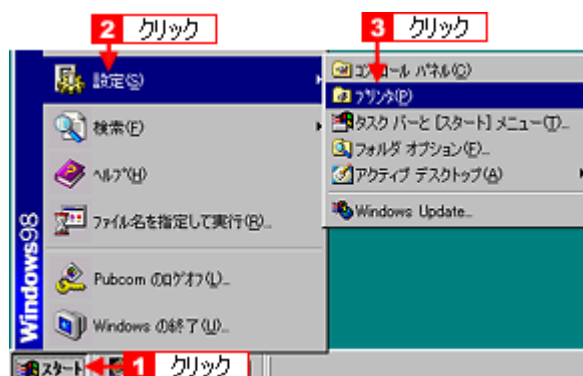 2 クリック
3 クリック
設定(S)
検索(F)
ヘルプ(H)
ファイル名を指定して実行(R)...
Pubcom のログオフ(L)...
Windows の終了(U)...
Windows98
コントロール パネル(C)
プリンタ(P)
タスク バーと [スタート] メニュー(T)...
フォルダ オプション(F)...
アクティブ デスクトップ(A)
Windows Update...
スタート
1 クリック